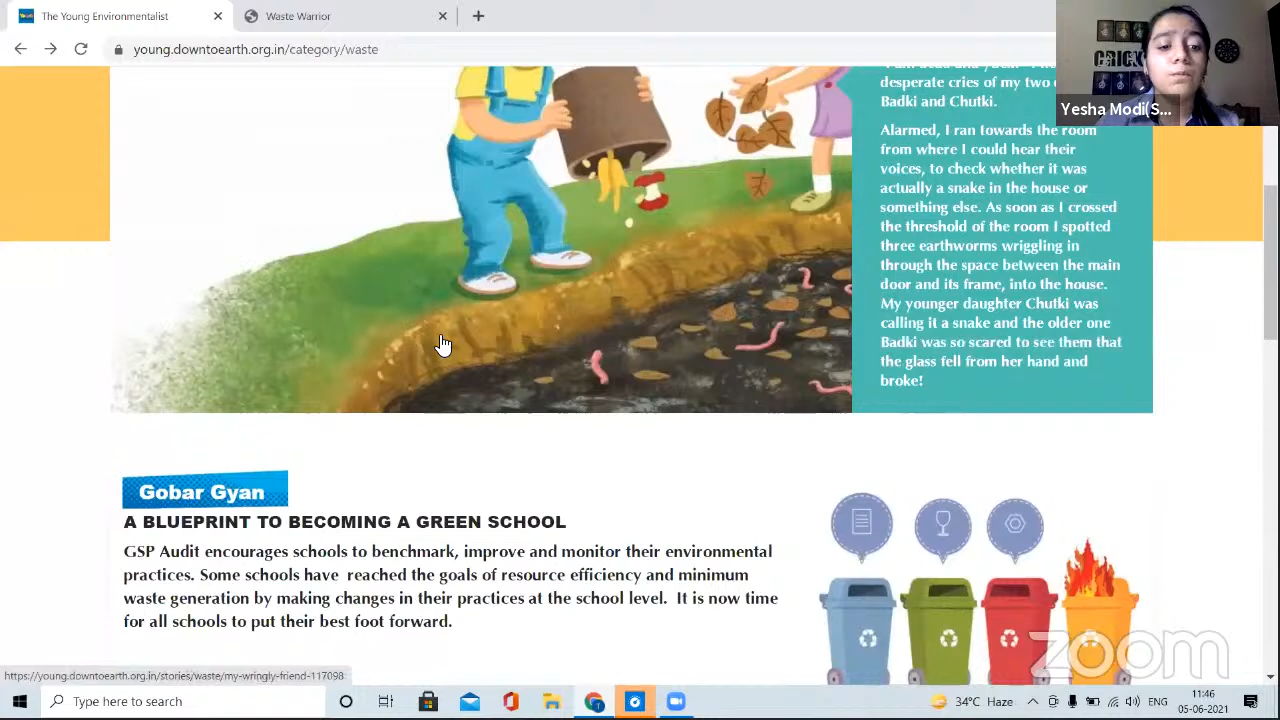 The Young Environmentalist
Waste Warrior
young.downtoearth.org.in/category/waste
desperate cries of my two
Badki and Chutki.
Alarmed, I ran towards the room
from where I could hear their
voices, to check whether it was
actually a snake in the house or
something else. As soon as I crossed
the threshold of the room I spotted
three earthworms wriggling in
through the space between the main
door and its frame, into the house.
My younger daughter Chutki was
calling it a snake and the older one
Badki was so scared to see them that
the glass fell from her hand and
broke!
Yesha Modi(S...
Gobar Gyan
A BLUEPRINT TO BECOMING A GREEN SCHOOL
GSP Audit encourages schools to benchmark, improve and monitor their environmental
practices. Some schools have reached the goals of resource efficiency and minimum
waste generation by making changes in their practices at the school level. It is now time
for all schools to put their best foot forward.
zoom
https://young.downtoearth.org.in/stories/waste/my-wringly-friend-117098
Type here to search
34°C Haze
ENG
11:46
05-06-2021